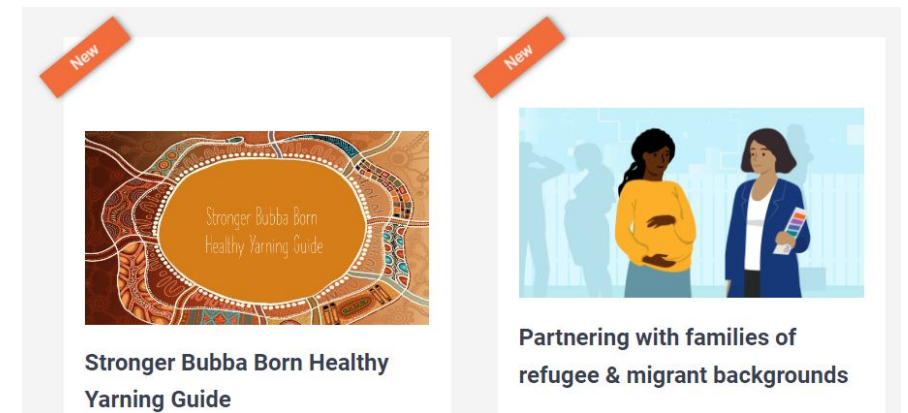 New
Stronger Bubba Born
Healthy Yarning Guide
Stronger Bubba Born Healthy
Yarning Guide
New
Partnering with families of
refugee & migrant backgrounds